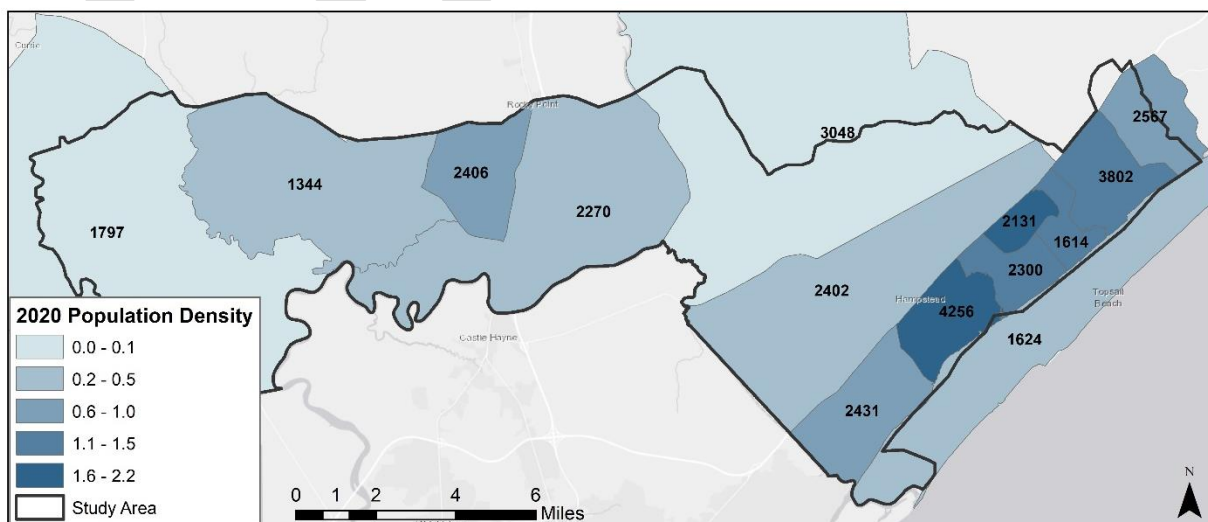 Currie
Rocky Point
2567
3048
3802
1344
2406
2270
2131
1797
1614
2300
2402
Hampstead
4256
Topsail
Beach
1624
Castle Hayne
2431
2020 Population Density
0.0 - 0.1
0.2 - 0.5
0.6 - 1.0
1.1 - 1.5
1.6 - 2.2
Study Area
0 1 2 4 6
Miles
N